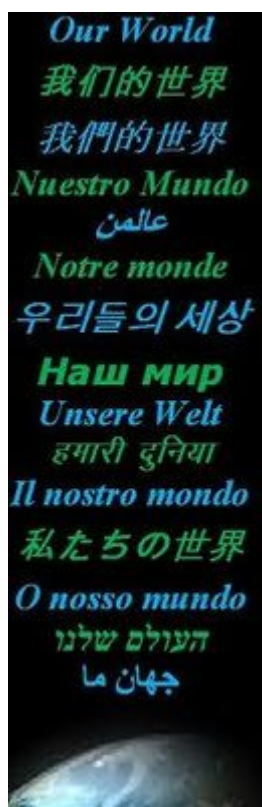 Our World
我们的世界
我們的世界
Nuestro Mundo
عالمن
Notre monde
우리들의 세상
Наш мир
Unsere Welt
हमारी दुनिया
Il nostro mondo
私たちの世界
O nosso mundo
העולם שלנו
جهان ما